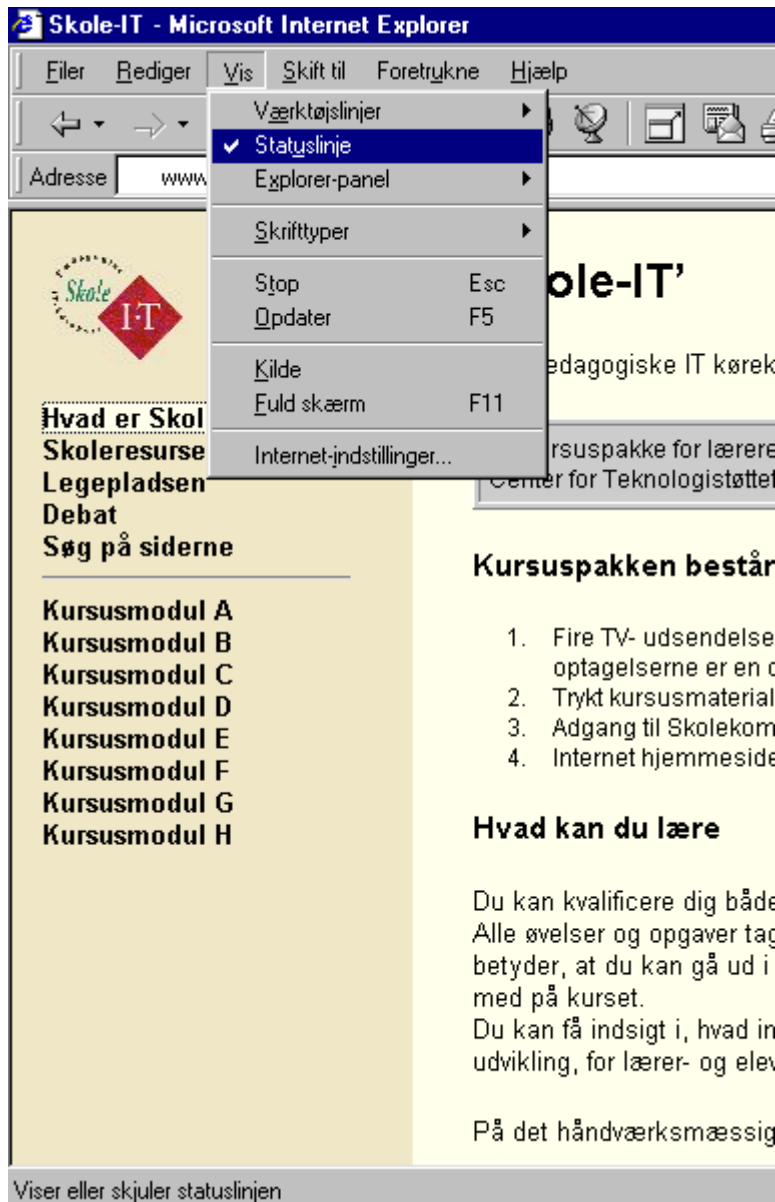 Skole-IT - Microsoft Internet Explorer
Filer Rediger Vis Skift til Foretrukne Hjælp
Værktøjslinjer
Statuslinje
Explorer-panel
Skrifttyper
Stop Esc
Opdater F5
Kilde
Fuld skærm F11
Internet-indstillinger...
Adresse www
Skole
I·T
Hvad er Skol
Skoleresurse
Legepladsen
Debat
Søg på siderne
Kursusmodul A
Kursusmodul B
Kursusmodul C
Kursusmodul D
Kursusmodul E
Kursusmodul F
Kursusmodul G
Kursusmodul H
ole-IT'
edagogiske IT kørek
rsuspakke for lærere
Center for Teknologistøttet
Kursuspakken består
1. Fire TV- udsendelse
optagelserne er en
2. Trykt kursusmaterial
3. Adgang til Skolekom
4. Internet hjemmeside
Hvad kan du lære
Du kan kvalificere dig både
Alle øvelser og opgaver tag
betyder, at du kan gå ud i
med på kurset.
Du kan få indsigt i, hvad in
udvikling, for lærer- og elev
På det håndværksmæssig
Viser eller skjuler statuslinjen